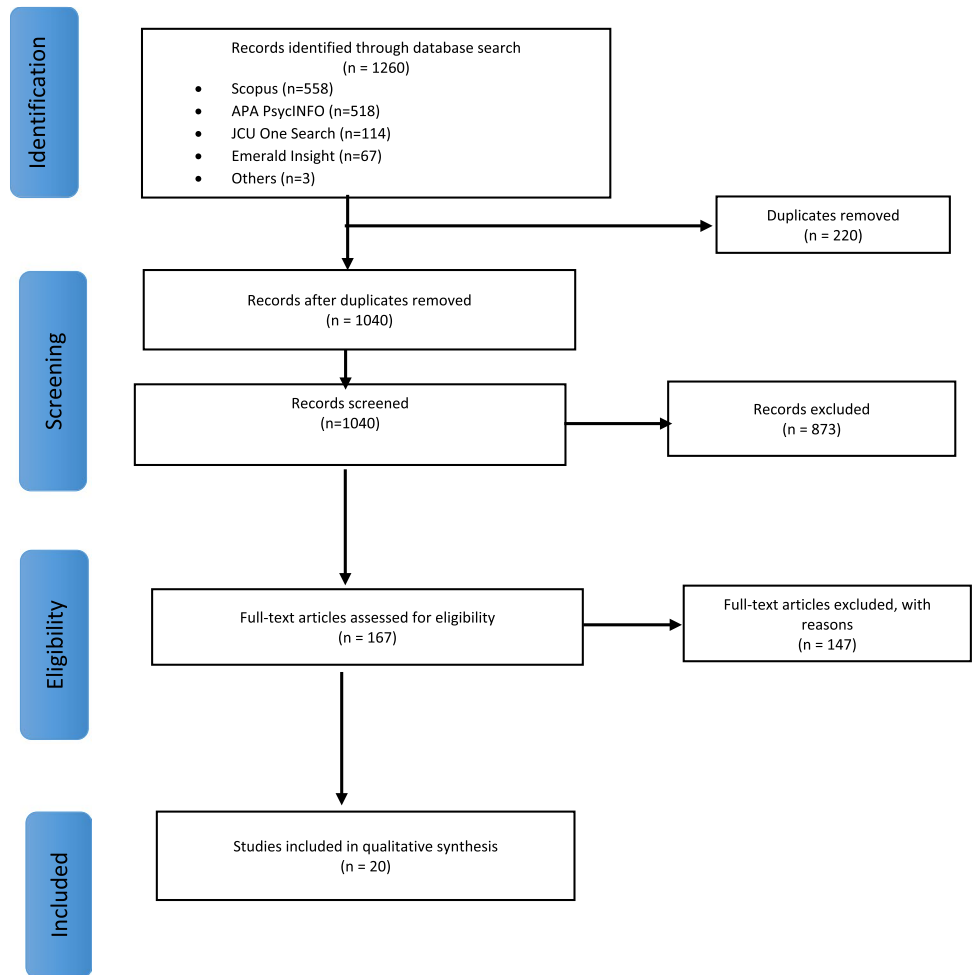 Identification
Records identified through database search
(n = 1260)
• Scopus (n=558)
• APA PsycINFO (n=518)
• JCU One Search (n=114)
• Emerald Insight (n=67)
• Others (n=3)
Duplicates removed
(n = 220)
Screening
Records after duplicates removed
(n = 1040)
Records screened
(n=1040)
Records excluded
(n = 873)
Eligibility
Full-text articles assessed for eligibility
(n = 167)
Full-text articles excluded, with
reasons
(n = 147)
Included
Studies included in qualitative synthesis
(n = 20)